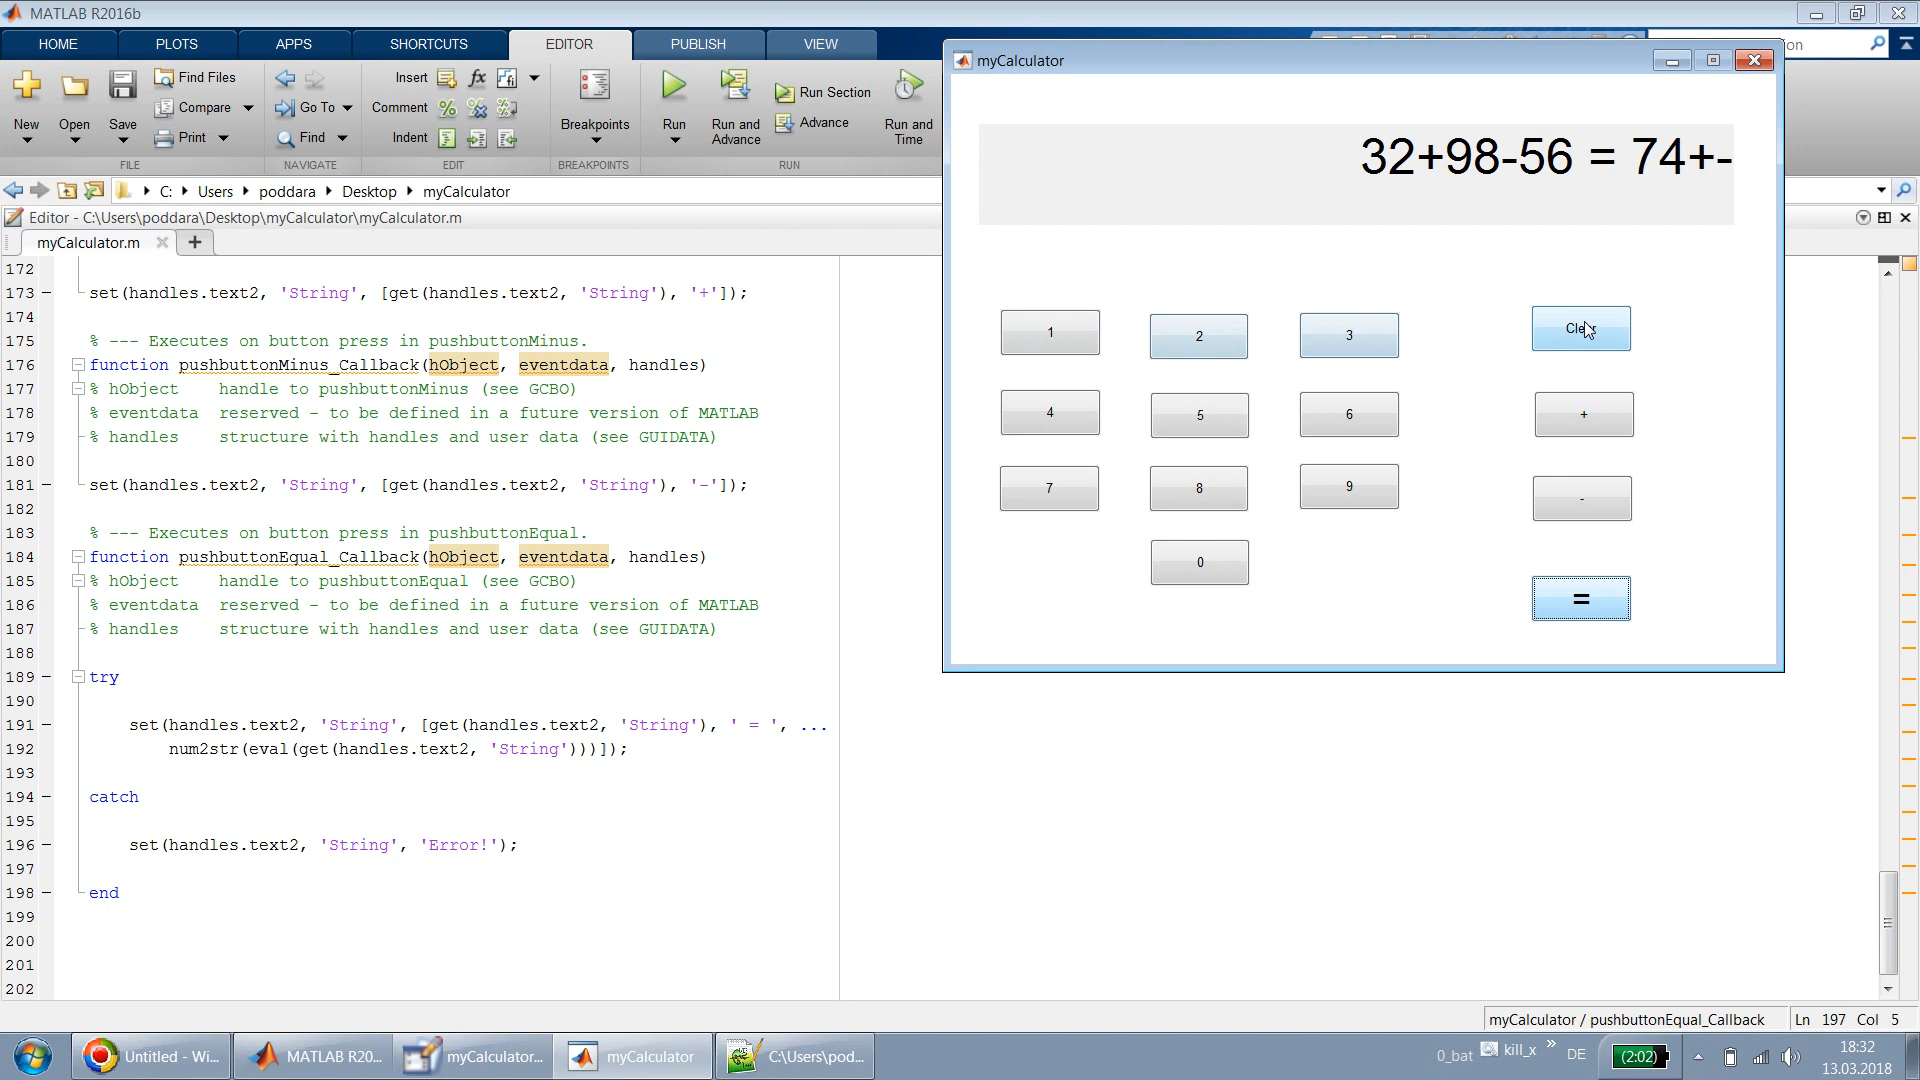 MATLAB R2016b
HOME PLOTS APPS SHORTCUTS EDITOR PUBLISH VIEW
New Open Save Find Files Compare Print
FILE
Go To Find
NAVIGATE
Insert fx
Comment
Indent
EDIT
Breakpoints
BREAKPOINTS
Run Run and Advance Run Section Advance Run and Time
RUN
C: Users poddara Desktop myCalculator
Editor - C:\Users\poddara\Desktop\myCalculator\myCalculator.m
myCalculator.m
172
173 set(handles.text2, 'String', [get(handles.text2, 'String'), '+']);
174
175 % --- Executes on button press in pushbuttonMinus.
176 function pushbuttonMinus_Callback(hObject, eventdata, handles)
177 % hObject    handle to pushbuttonMinus (see GCBO)
178 % eventdata  reserved - to be defined in a future version of MATLAB
179 % handles    structure with handles and user data (see GUIDATA)
180
181 set(handles.text2, 'String', [get(handles.text2, 'String'), '-']);
182
183 % --- Executes on button press in pushbuttonEqual.
184 function pushbuttonEqual_Callback(hObject, eventdata, handles)
185 % hObject    handle to pushbuttonEqual (see GCBO)
186 % eventdata  reserved - to be defined in a future version of MATLAB
187 % handles    structure with handles and user data (see GUIDATA)
188
189 try
190
191 set(handles.text2, 'String', [get(handles.text2, 'String'), ' = ', ...
192 num2str(eval(get(handles.text2, 'String')))]);
193
194 catch
195
196 set(handles.text2, 'String', 'Error!');
197
198 end
199
200
201
202
myCalculator
32+98-56 = 74+-
1 2 3
4 5 6 +
7 8 9 -
0 =
myCalculator / pushbuttonEqual_Callback Ln 197 Col 5
Untitled - Wi... MATLAB R20... myCalculator... myCalculator C:\Users\pod... 0_bat kill_x » DE (2:02) 18:32
13.03.2018